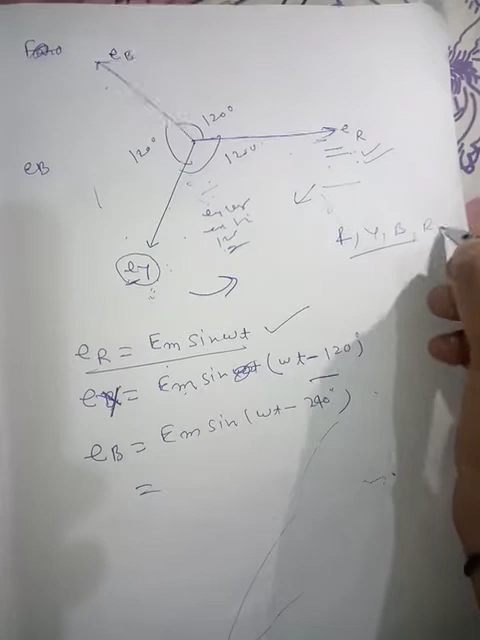 eB
120°
120°
120°
eR
eB
eY
R, Y, B, R
eR = Em sinωt
eY = Em sin (ωt - 120°)
eB = Em sin (ωt - 240°)
=